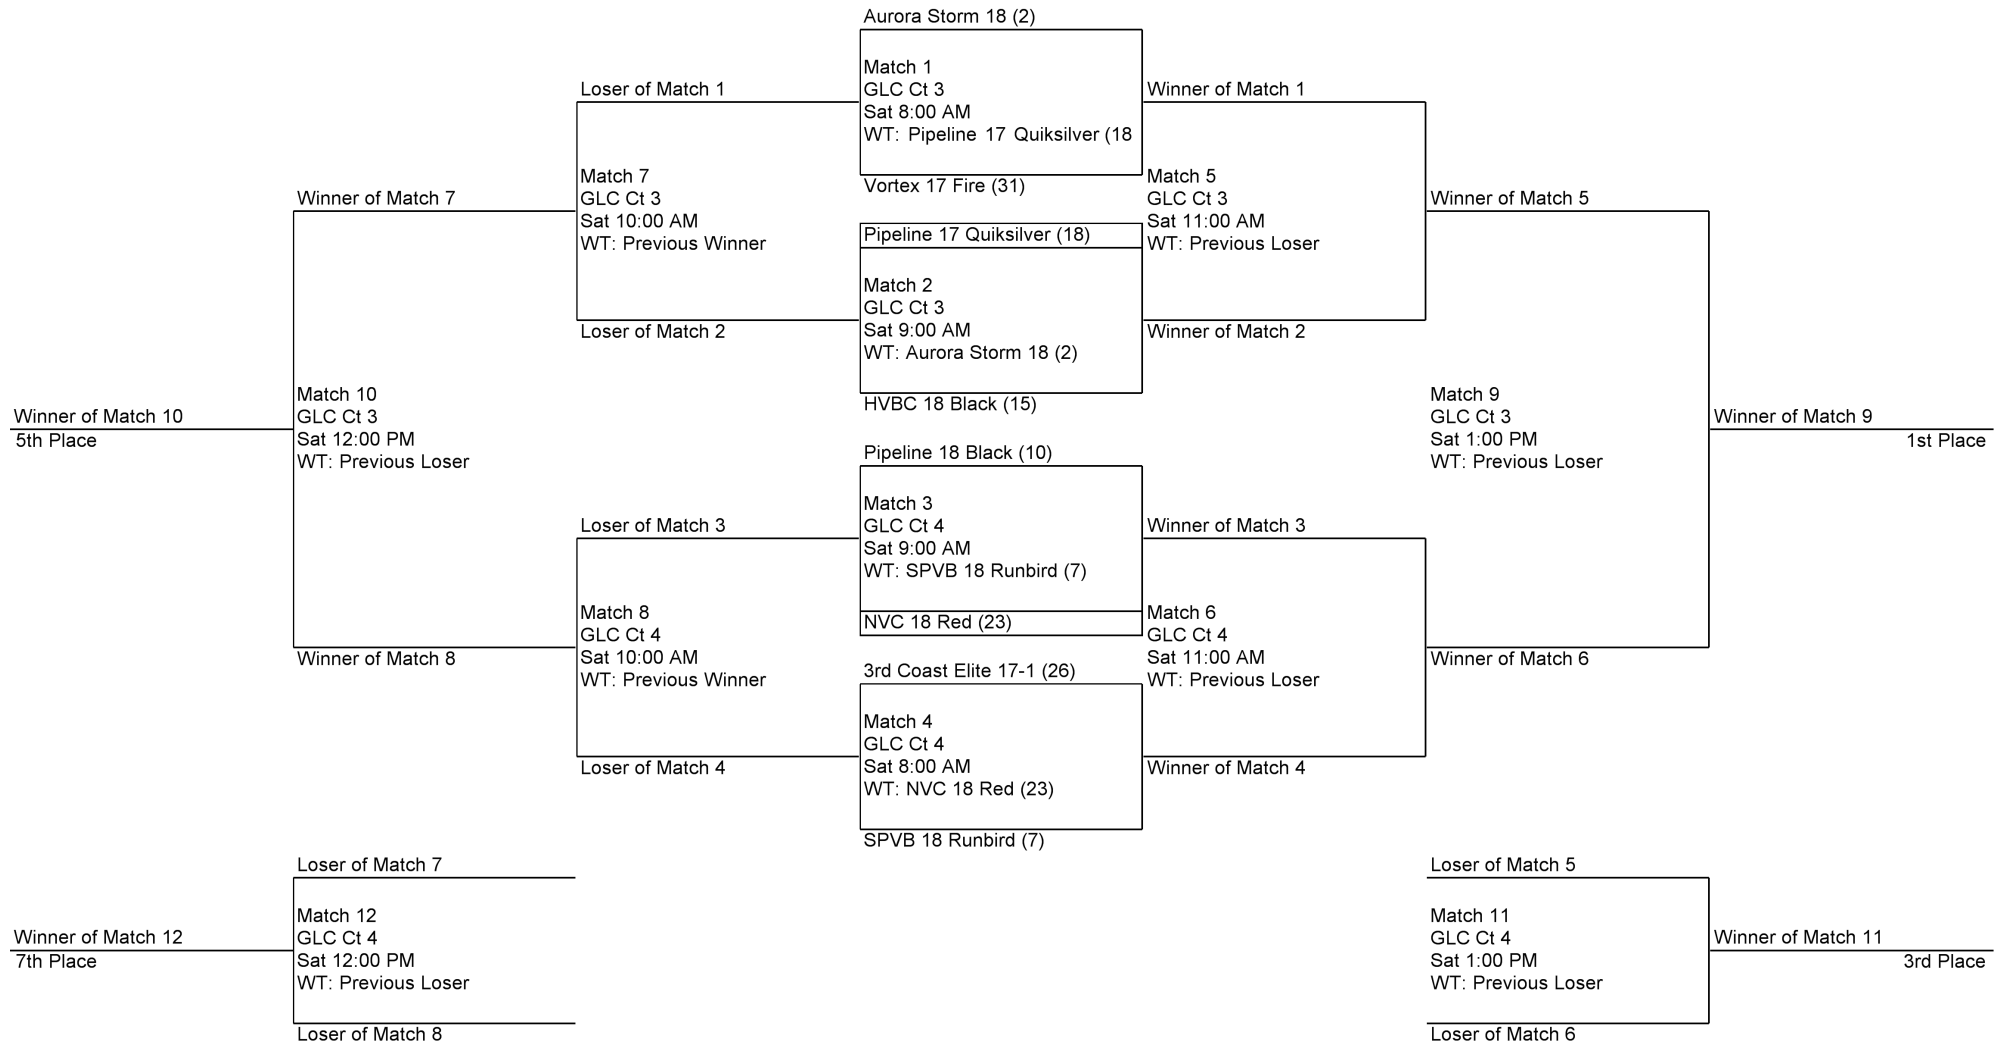 Aurora Storm 18 (2)
Match 1
GLC Ct 3
Sat 8:00 AM
WT: Pipeline 17 Quiksilver (18
Vortex 17 Fire (31)
Loser of Match 1
Winner of Match 1
Match 7
GLC Ct 3
Sat 10:00 AM
WT: Previous Winner
Match 5
GLC Ct 3
Sat 11:00 AM
WT: Previous Loser
Winner of Match 7
Winner of Match 5
Pipeline 17 Quiksilver (18)
Match 2
GLC Ct 3
Sat 9:00 AM
WT: Aurora Storm 18 (2)
HVBC 18 Black (15)
Loser of Match 2
Winner of Match 2
Match 10
GLC Ct 3
Sat 12:00 PM
WT: Previous Loser
Match 9
GLC Ct 3
Sat 1:00 PM
WT: Previous Loser
Winner of Match 10
5th Place
Winner of Match 9
1st Place
Pipeline 18 Black (10)
Match 3
GLC Ct 4
Sat 9:00 AM
WT: SPVB 18 Runbird (7)
NVC 18 Red (23)
Loser of Match 3
Winner of Match 3
Match 8
GLC Ct 4
Sat 10:00 AM
WT: Previous Winner
Match 6
GLC Ct 4
Sat 11:00 AM
WT: Previous Loser
Winner of Match 8
Winner of Match 6
3rd Coast Elite 17-1 (26)
Match 4
GLC Ct 4
Sat 8:00 AM
WT: NVC 18 Red (23)
SPVB 18 Runbird (7)
Loser of Match 4
Winner of Match 4
Loser of Match 7
Match 12
GLC Ct 4
Sat 12:00 PM
WT: Previous Loser
Loser of Match 8
Winner of Match 12
7th Place
Loser of Match 5
Match 11
GLC Ct 4
Sat 1:00 PM
WT: Previous Loser
Loser of Match 6
Winner of Match 11
3rd Place